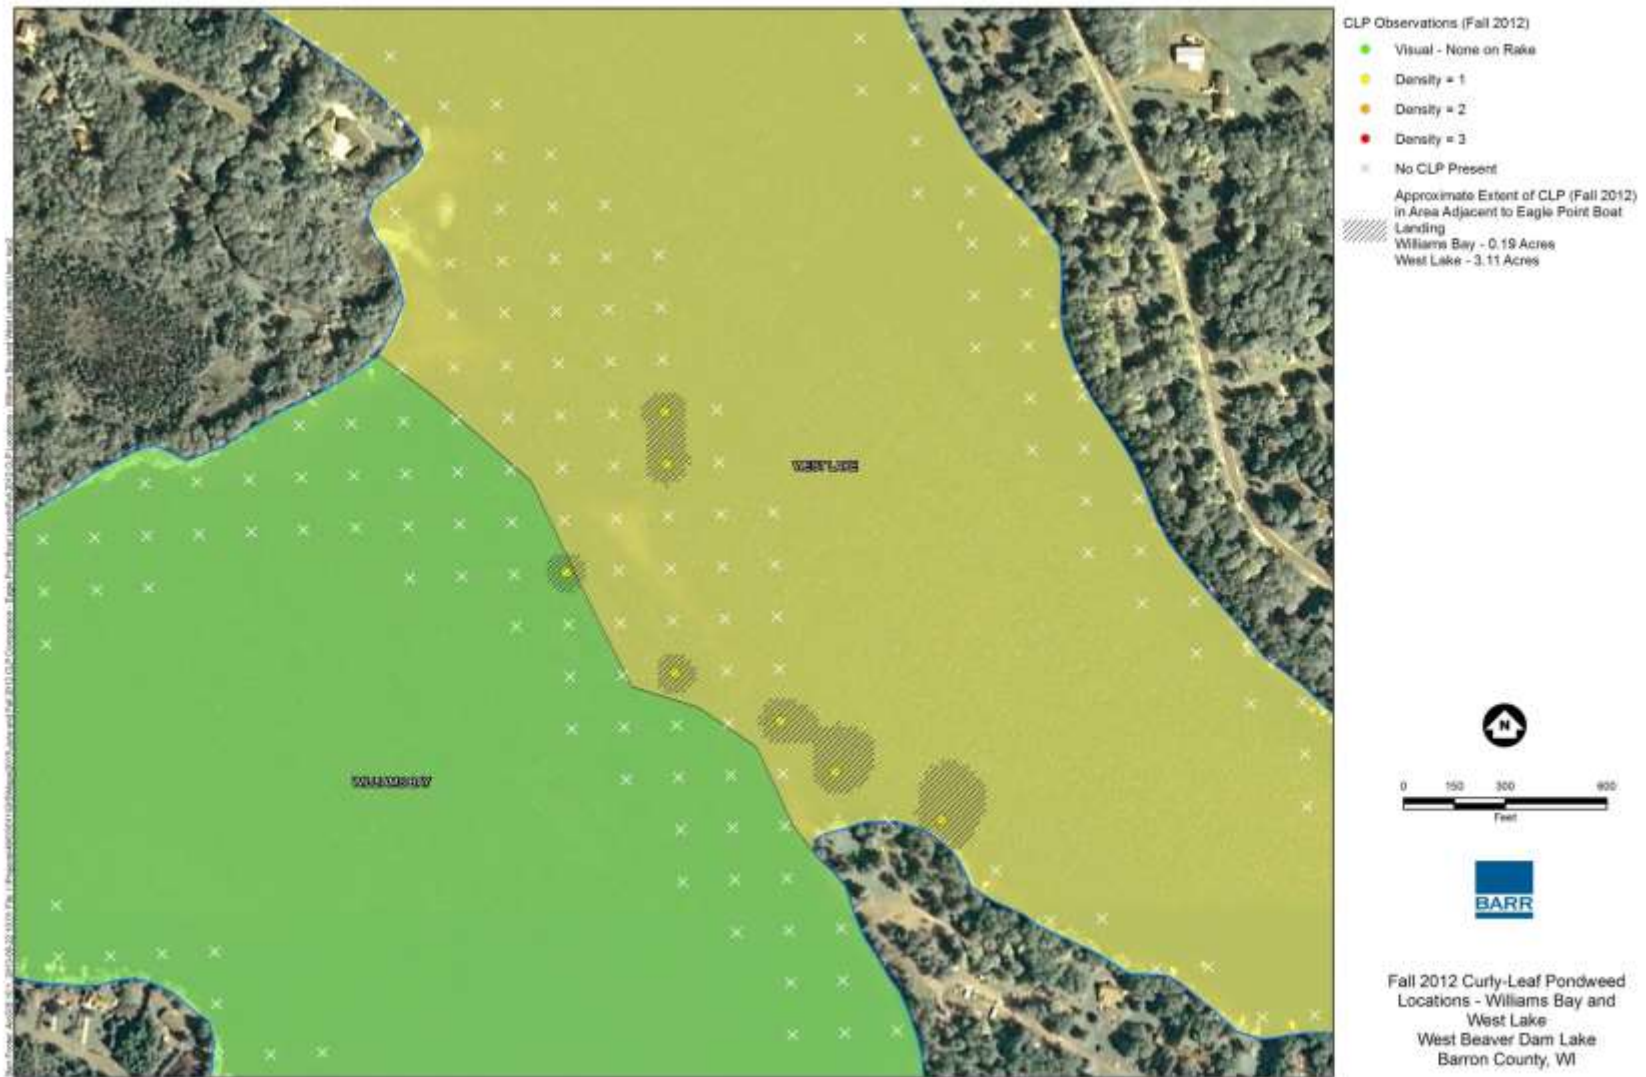 CLP Observations (Fall 2012)
Visual - None on Rake
Density = 1
Density = 2
Density = 3
No CLP Present
Approximate Extent of CLP (Fall 2012)
in Area Adjacent to Eagle Point Boat
Landing
Williams Bay - 0.19 Acres
West Lake - 3.11 Acres
WEST LAKE
WILLIAMS BAY
N
0 150 300 600
Feet
BARR
Fall 2012 Curly-Leaf Pondweed
Locations - Williams Bay and
West Lake
West Beaver Dam Lake
Barron County, WI